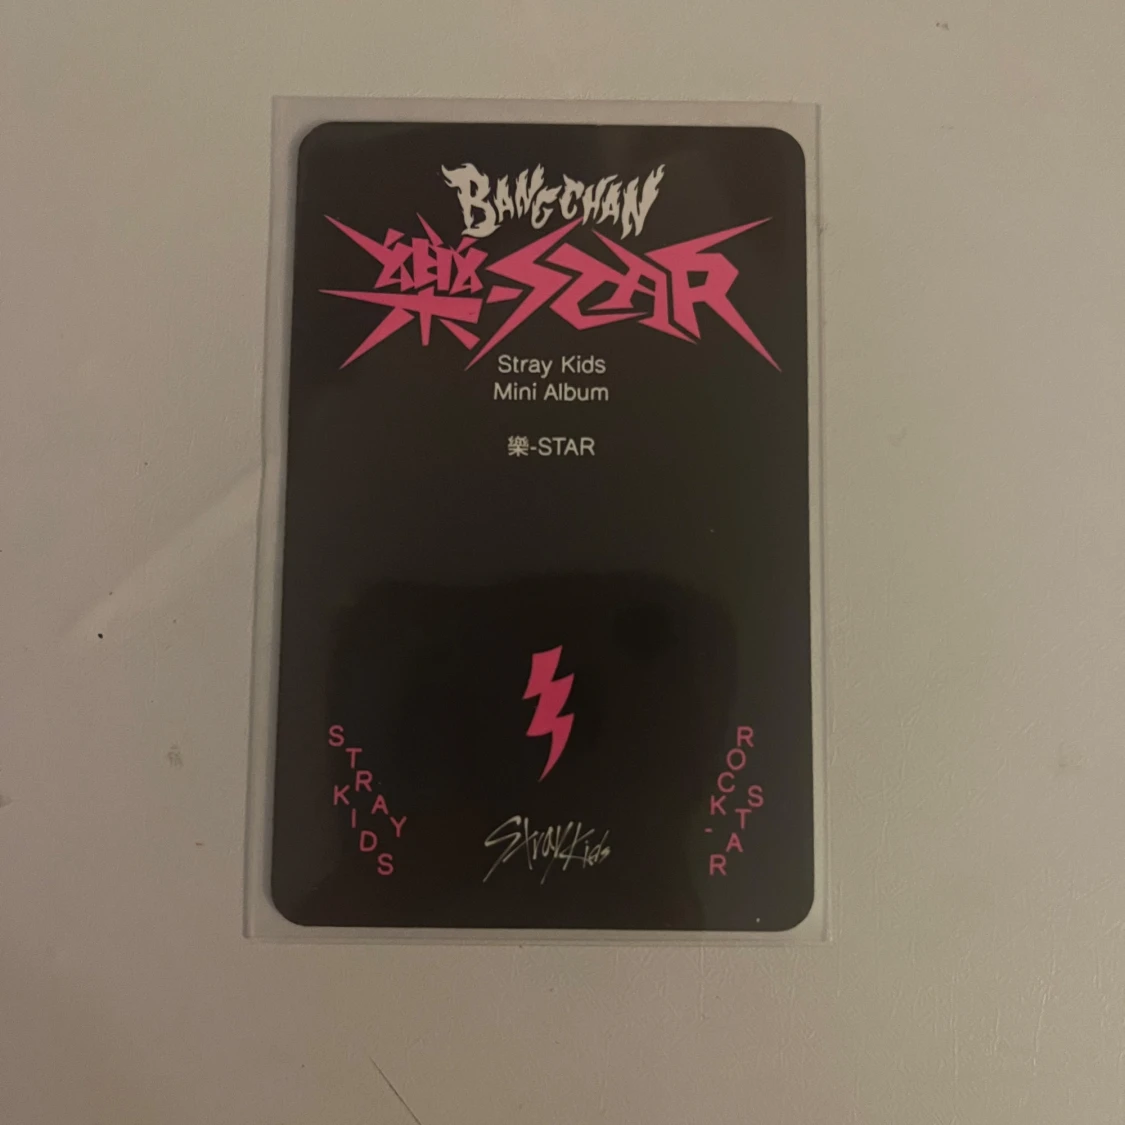 BANGCHAN
樂-STAR
Stray Kids
Mini Album
樂-STAR
STRAY
KIDS
ROCK-R
STAR
Stray Kids